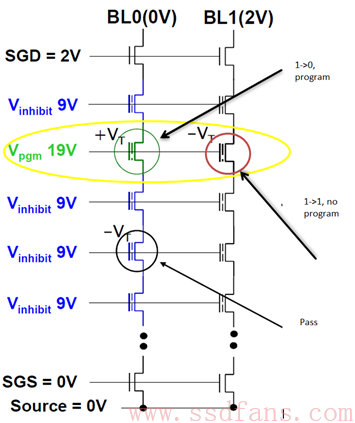 BL0(0V) BL1(2V)
SGD = 2V
1->0,
program
Vinhibit 9V
+VT
−VT
Vpgm 19V
Vinhibit 9V
1->1, no
program
−VT
Vinhibit 9V
Vinhibit 9V
Pass
SGS = 0V
Source = 0V
www.ssdfans.com